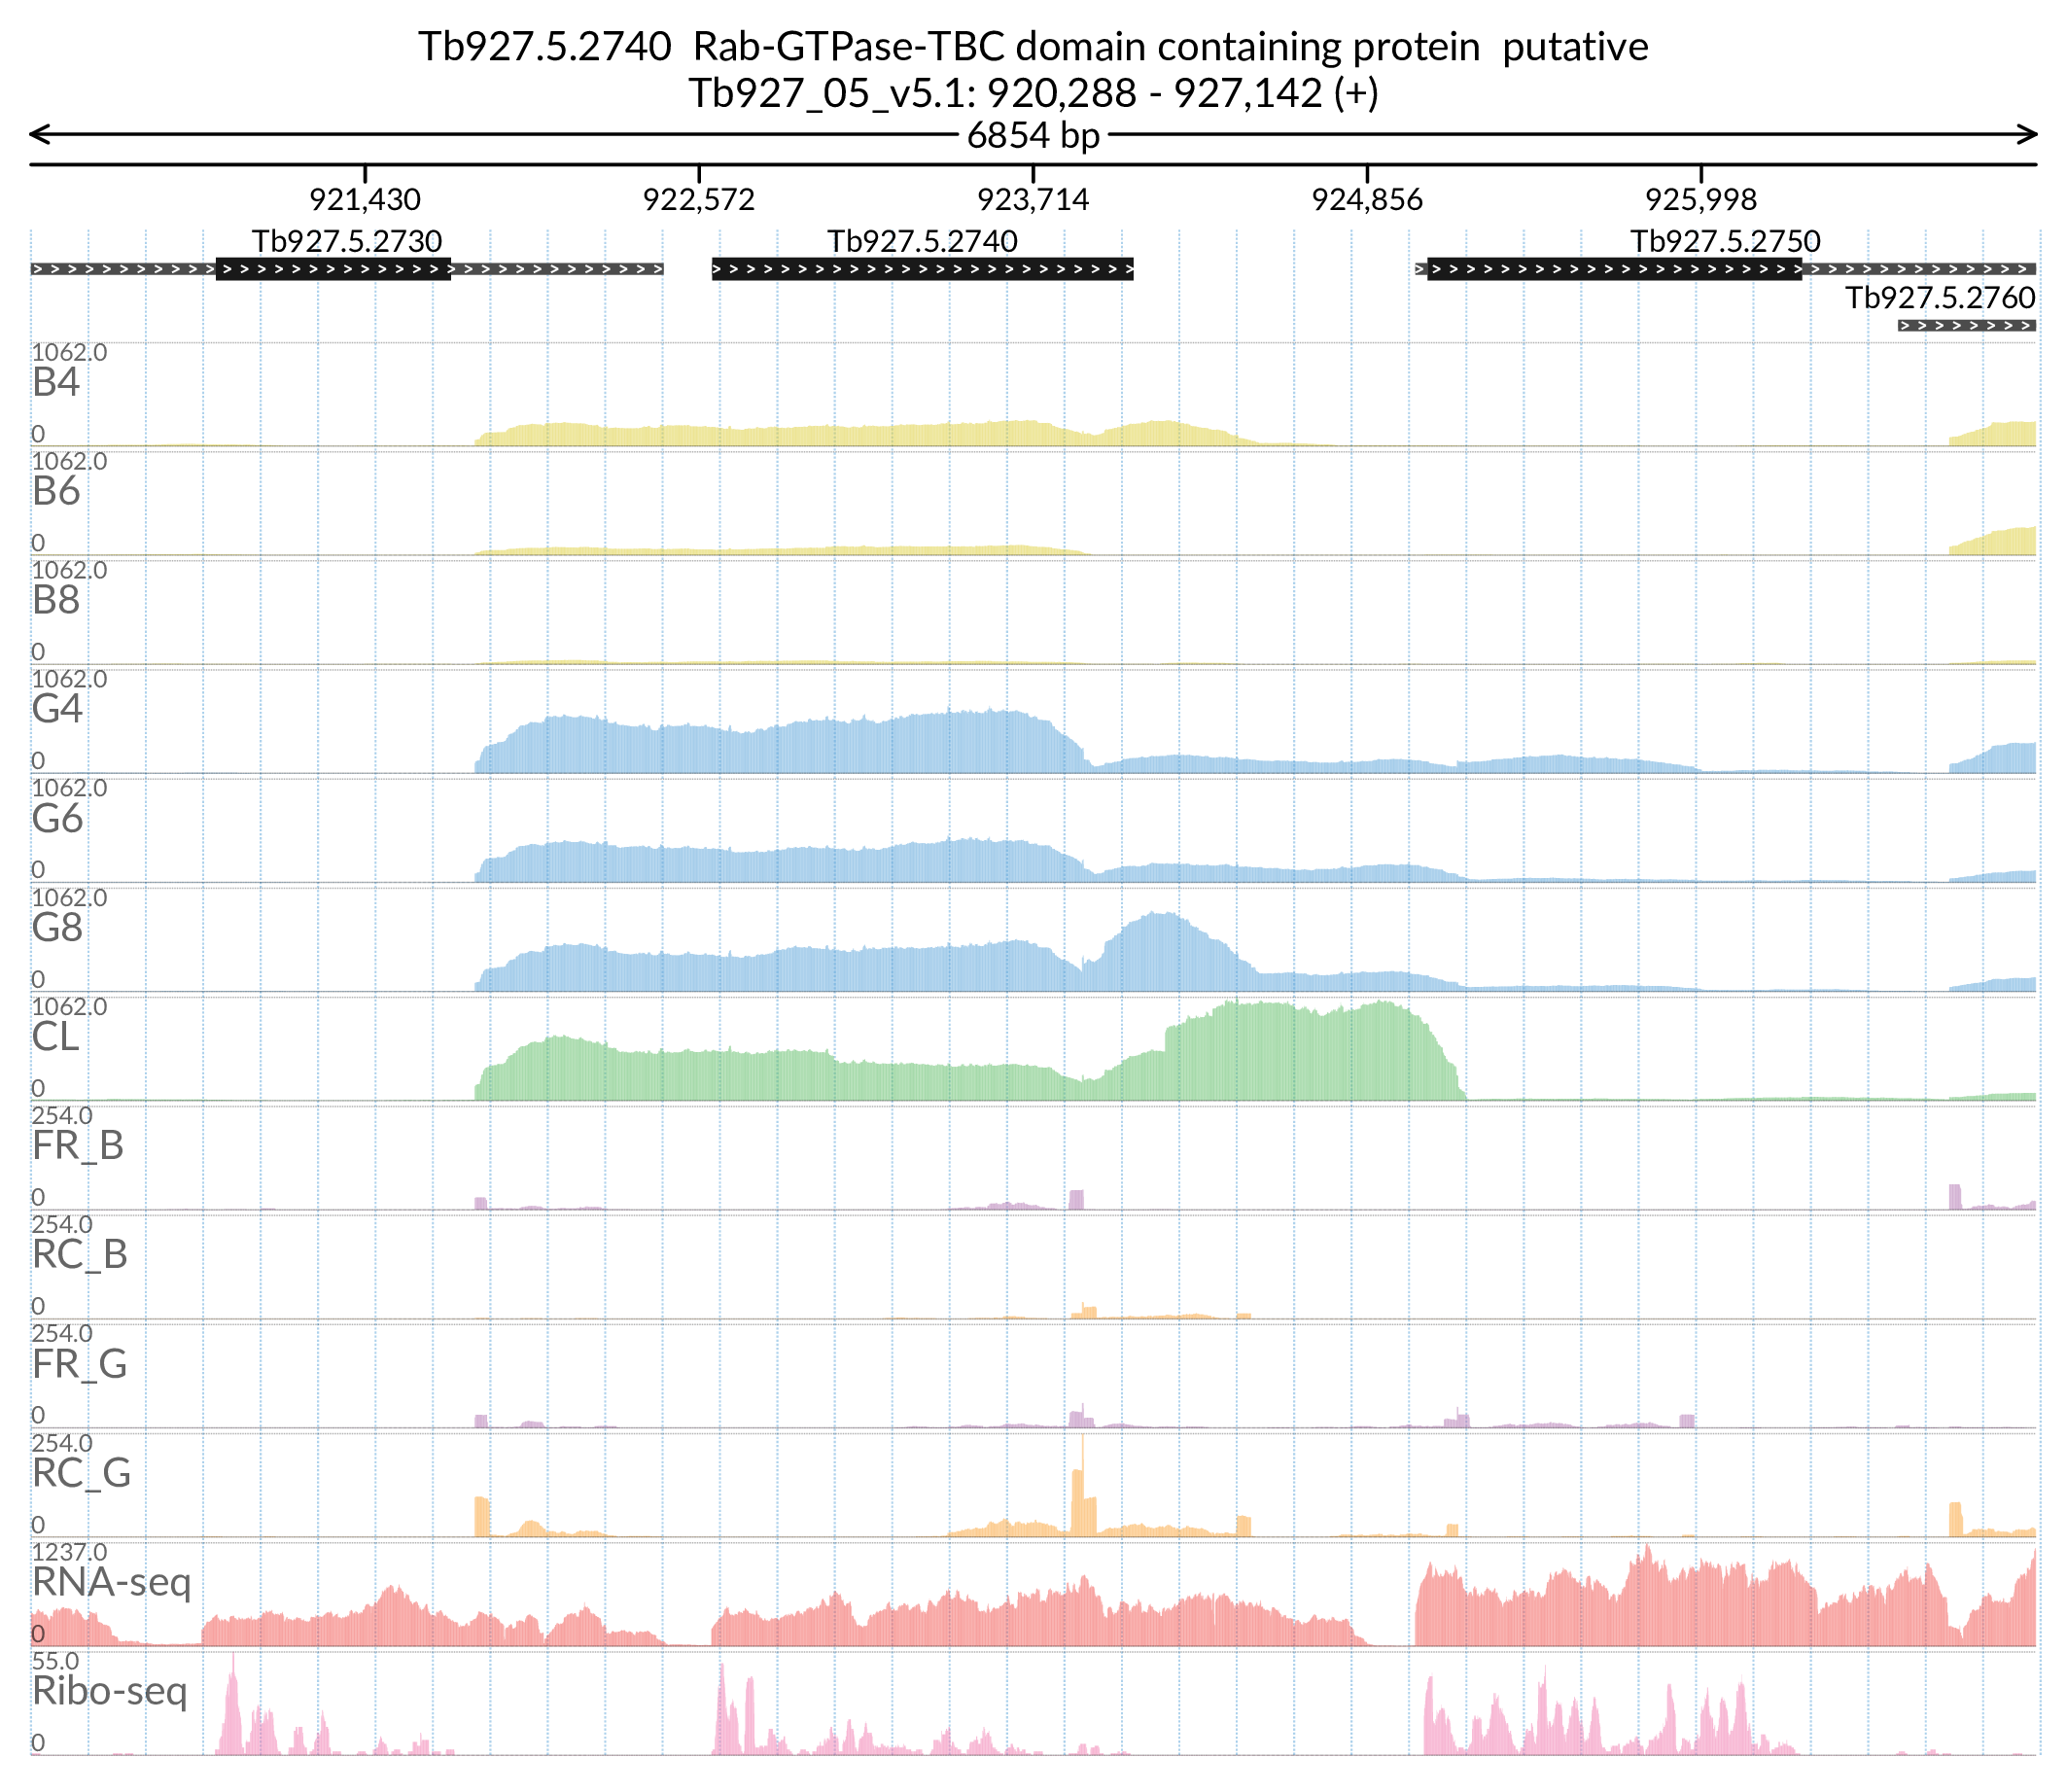 Tb927.5.2740  Rab-GTPase-TBC domain containing protein  putative
Tb927_05_v5.1: 920,288 - 927,142 (+)
6854 bp
921,430 922,572 923,714 924,856 925,998
Tb927.5.2730 Tb927.5.2740 Tb927.5.2750
Tb927.5.2760
1062.0
B4
0
1062.0
B6
0
1062.0
B8
0
1062.0
G4
0
1062.0
G6
0
1062.0
G8
0
1062.0
CL
0
254.0
FR_B
0
254.0
RC_B
0
254.0
FR_G
0
254.0
RC_G
0
1237.0
RNA-seq
0
55.0
Ribo-seq
0